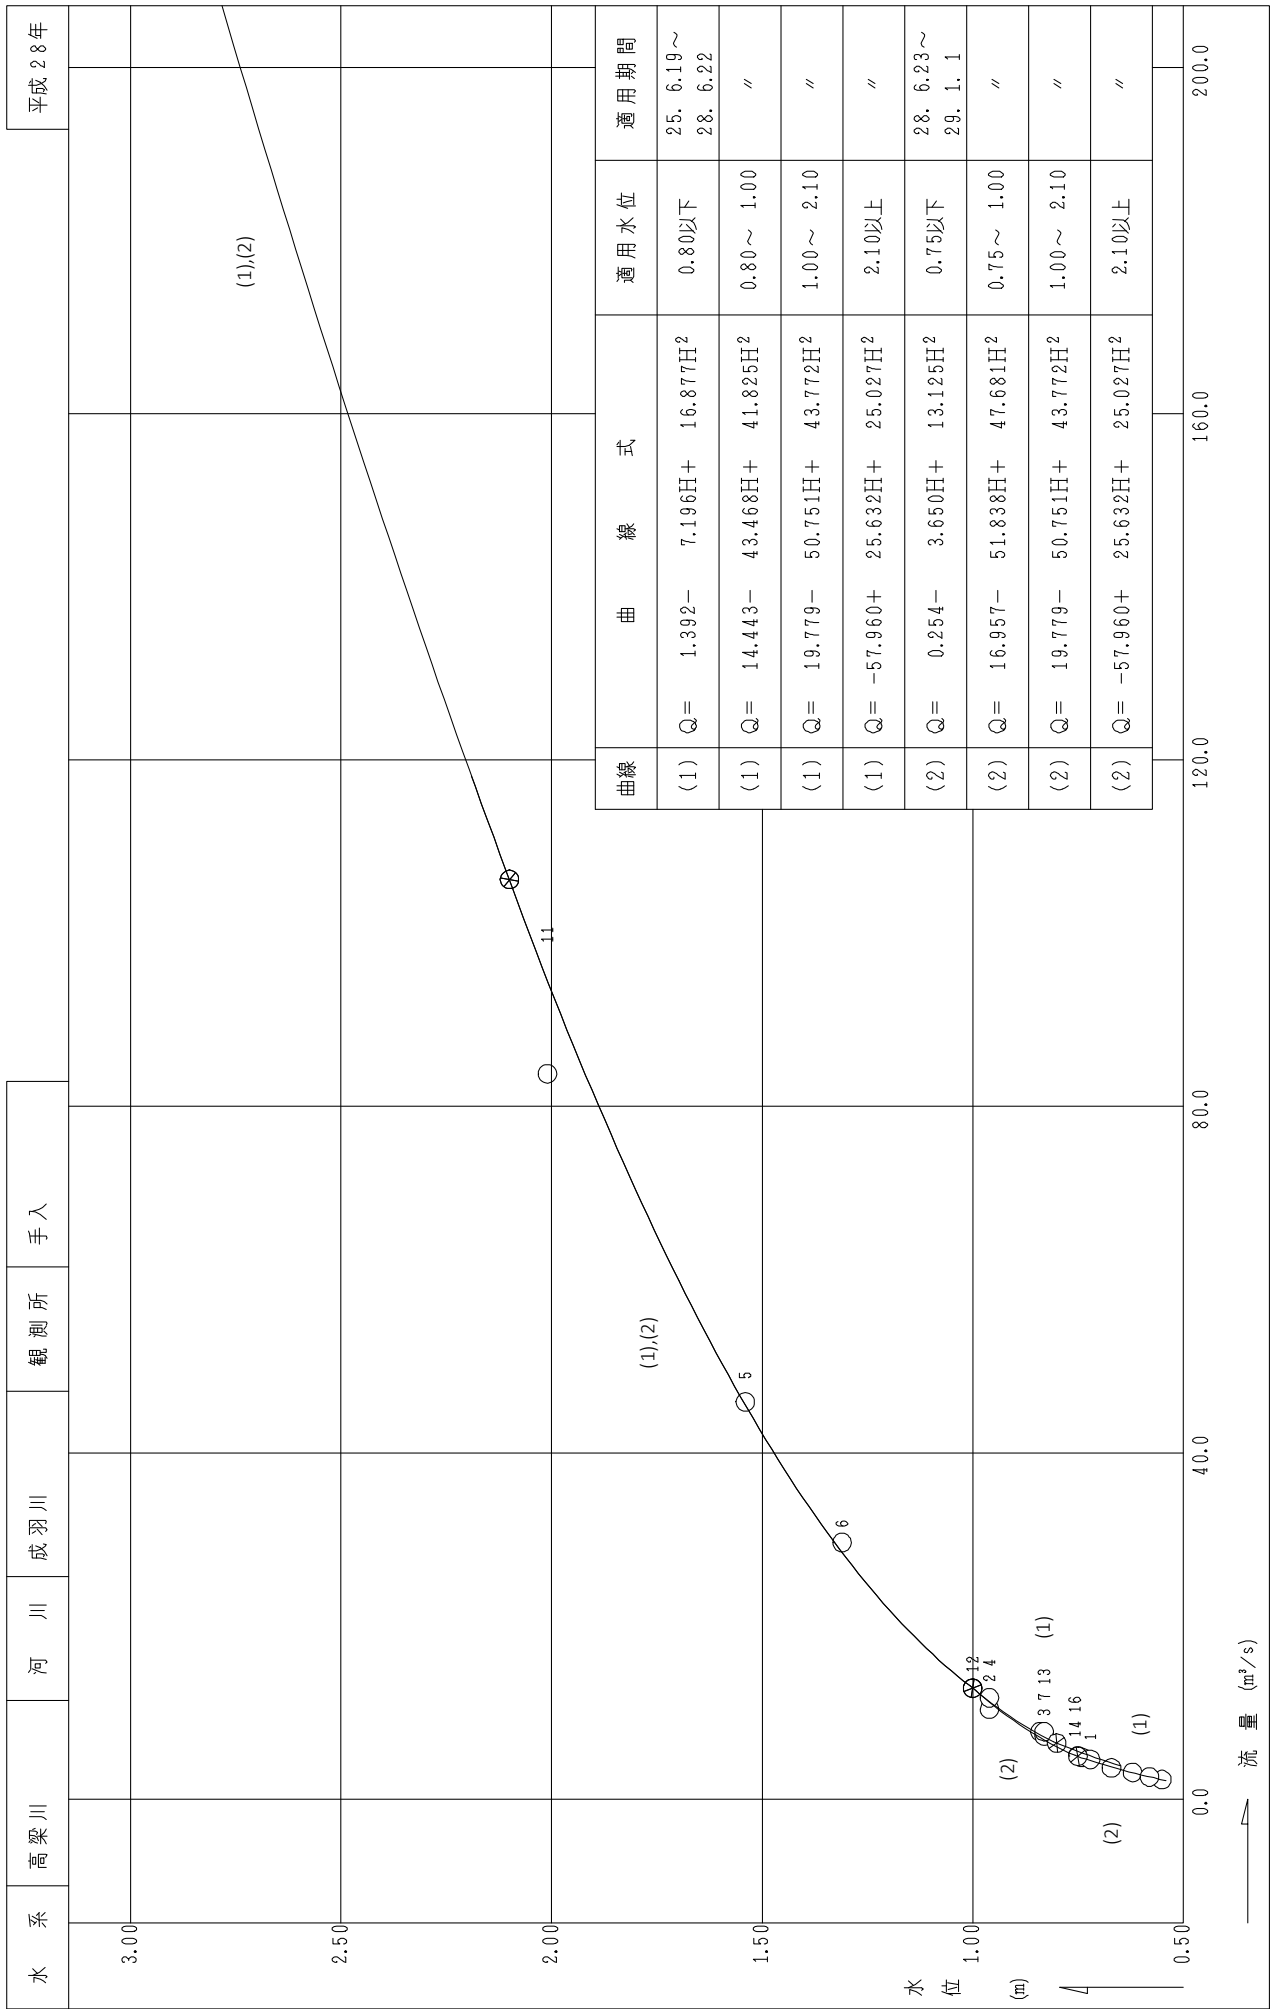 水 系 高梁川 河 川 成羽川 観測所 手入 平成28年
3.00
2.50
2.00
1.50
1.00
0.50
水位
(m)
(1),(2)
11
(1),(2)
5
6
12
2 4
(1)
3 7 13
14 16
1
(2)
(1)
(2)
曲線 曲 線 式 適用水位 適用期間
(1) Q= 1.392- 7.196H+ 16.877H² 0.80以下 25. 6.19~
28. 6.22
(1) Q= 14.443- 43.468H+ 41.825H² 0.80~ 1.00 〃
(1) Q= 19.779- 50.751H+ 43.772H² 1.00~ 2.10 〃
(1) Q= -57.960+ 25.632H+ 25.027H² 2.10以上 〃
(2) Q= 0.254- 3.650H+ 13.125H² 0.75以下 28. 6.23~
29. 1. 1
(2) Q= 16.957- 51.838H+ 47.681H² 0.75~ 1.00 〃
(2) Q= 19.779- 50.751H+ 43.772H² 1.00~ 2.10 〃
(2) Q= -57.960+ 25.632H+ 25.027H² 2.10以上 〃
0.0 40.0 80.0 120.0 160.0 200.0
流 量 (m³/s)